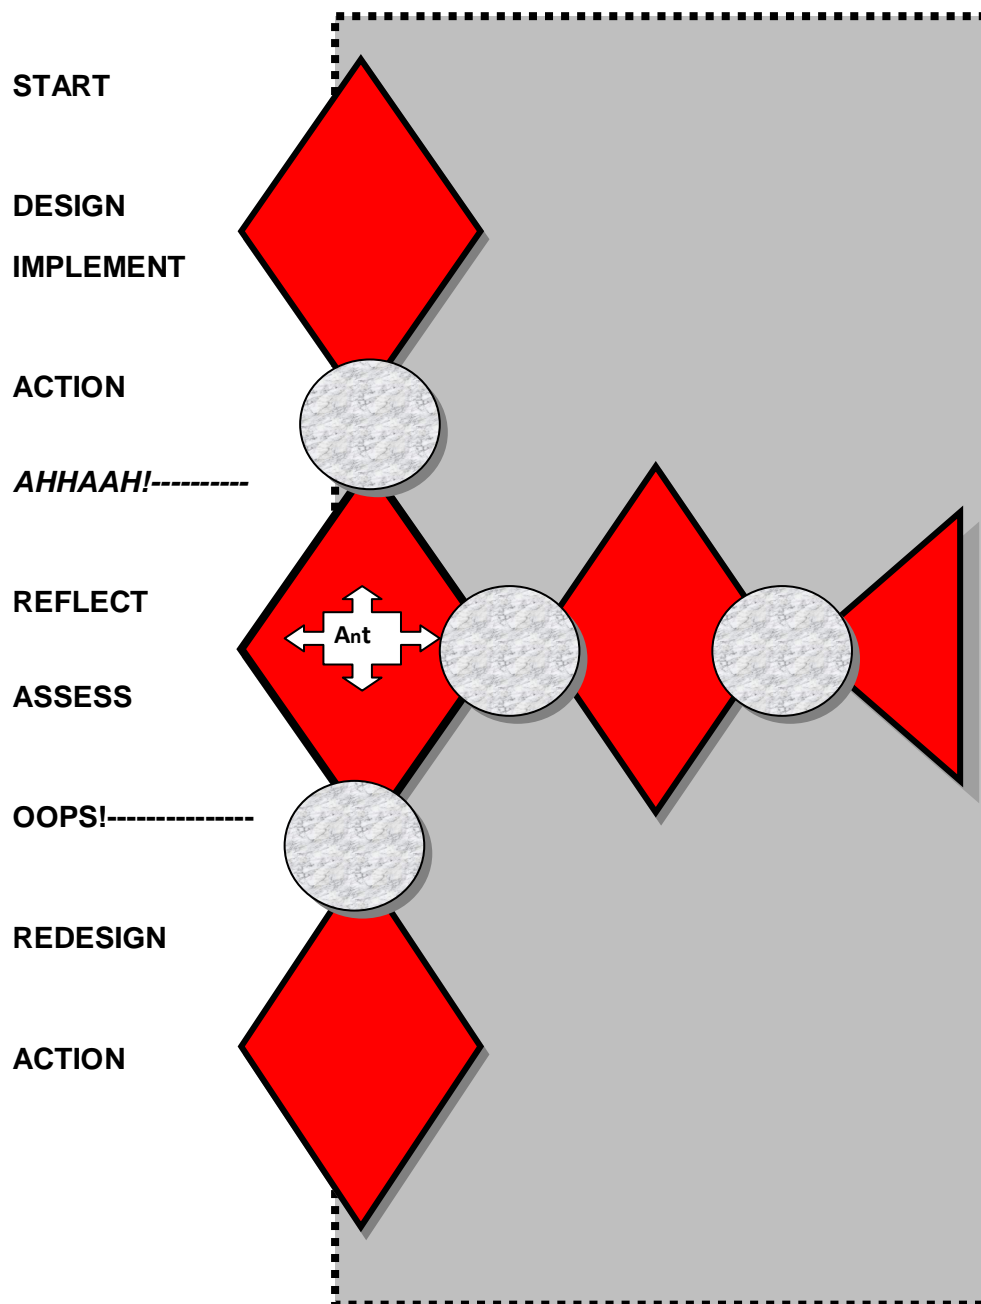 START
DESIGN
IMPLEMENT
ACTION
AHHAAH!----------
REFLECT
Ant
ASSESS
OOPS!---------------
REDESIGN
ACTION